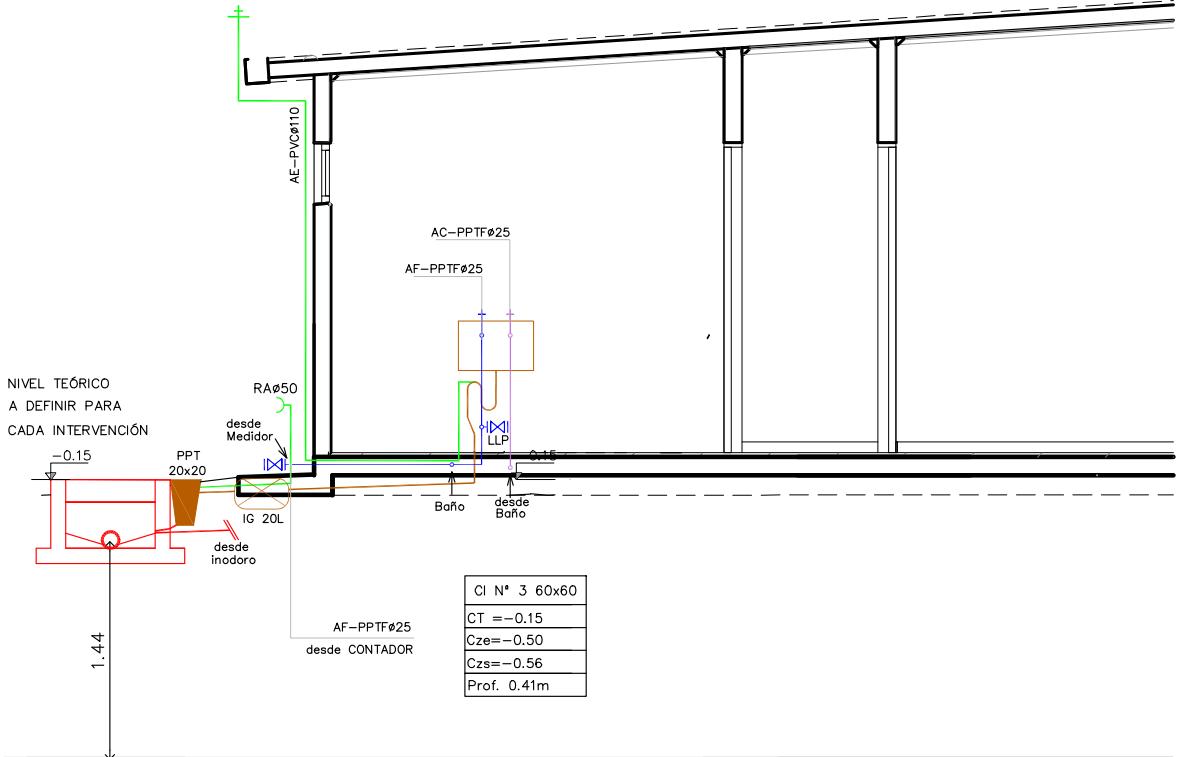 AE-PVCø110
AC-PPTFø25
AF-PPTFø25
NIVEL TEÓRICO
A DEFINIR PARA
CADA INTERVENCIÓN
RAø50
desde
Medidor
LLP
-0.15
PPT
20x20
-0.15
IG 20L
Baño
desde
Baño
desde
inodoro
1.44
AF-PPTFø25
desde CONTADOR
CI Nº 3 60x60
CT =-0.15
Cze=-0.50
Czs=-0.56
Prof. 0.41m